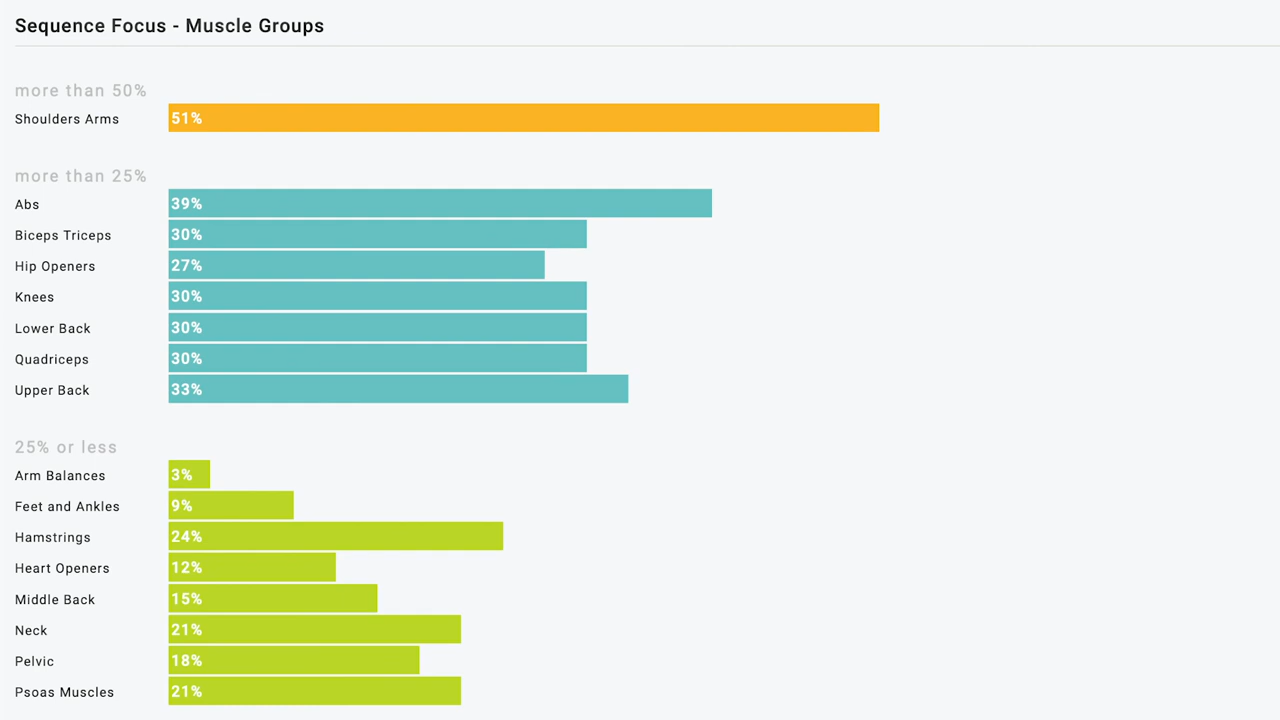 Sequence Focus - Muscle Groups
more than 50%
Shoulders Arms 51%
more than 25%
Abs 39%
Biceps Triceps 30%
Hip Openers 27%
Knees 30%
Lower Back 30%
Quadriceps 30%
Upper Back 33%
25% or less
Arm Balances 3%
Feet and Ankles 9%
Hamstrings 24%
Heart Openers 12%
Middle Back 15%
Neck 21%
Pelvic 18%
Psoas Muscles 21%